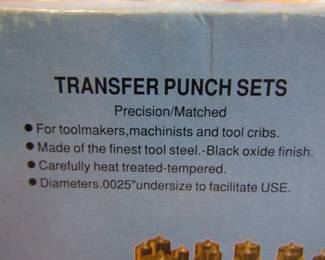 TRANSFER PUNCH SETS
Precision/Matched
● For toolmakers,machinists and tool cribs.
● Made of the finest tool steel.-Black oxide finish.
● Carefully heat treated-tempered.
● Diameters.0025"undersize to facilitate USE.